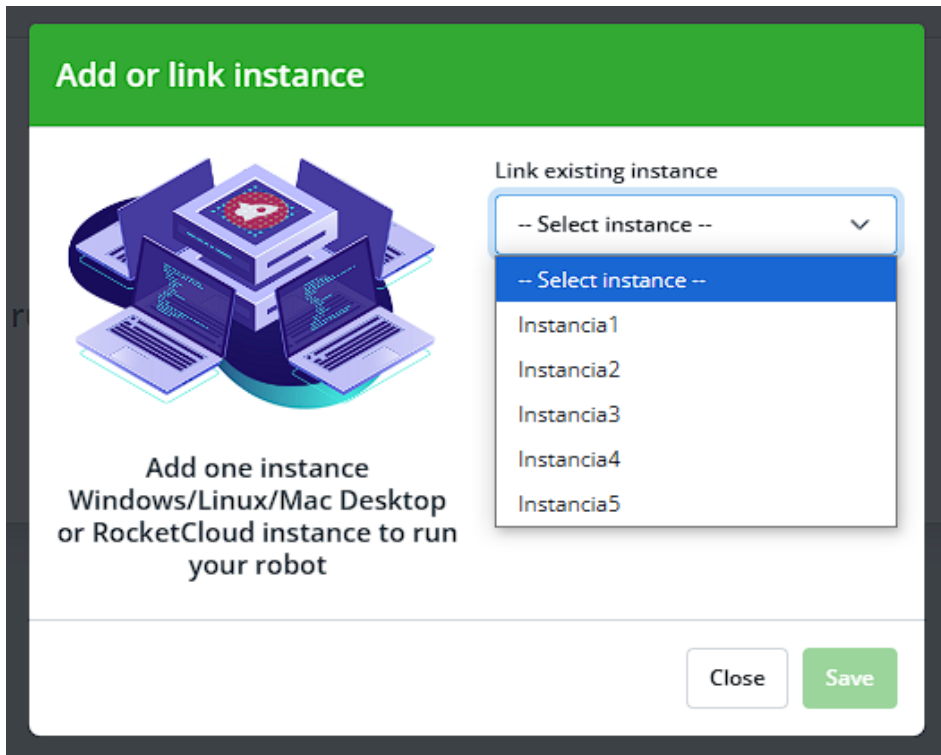 Add or link instance
Link existing instance
-- Select instance --
-- Select instance --
Instancia1
Instancia2
Instancia3
Instancia4
Instancia5
Add one instance
Windows/Linux/Mac Desktop
or RocketCloud instance to run
your robot
Close
Save